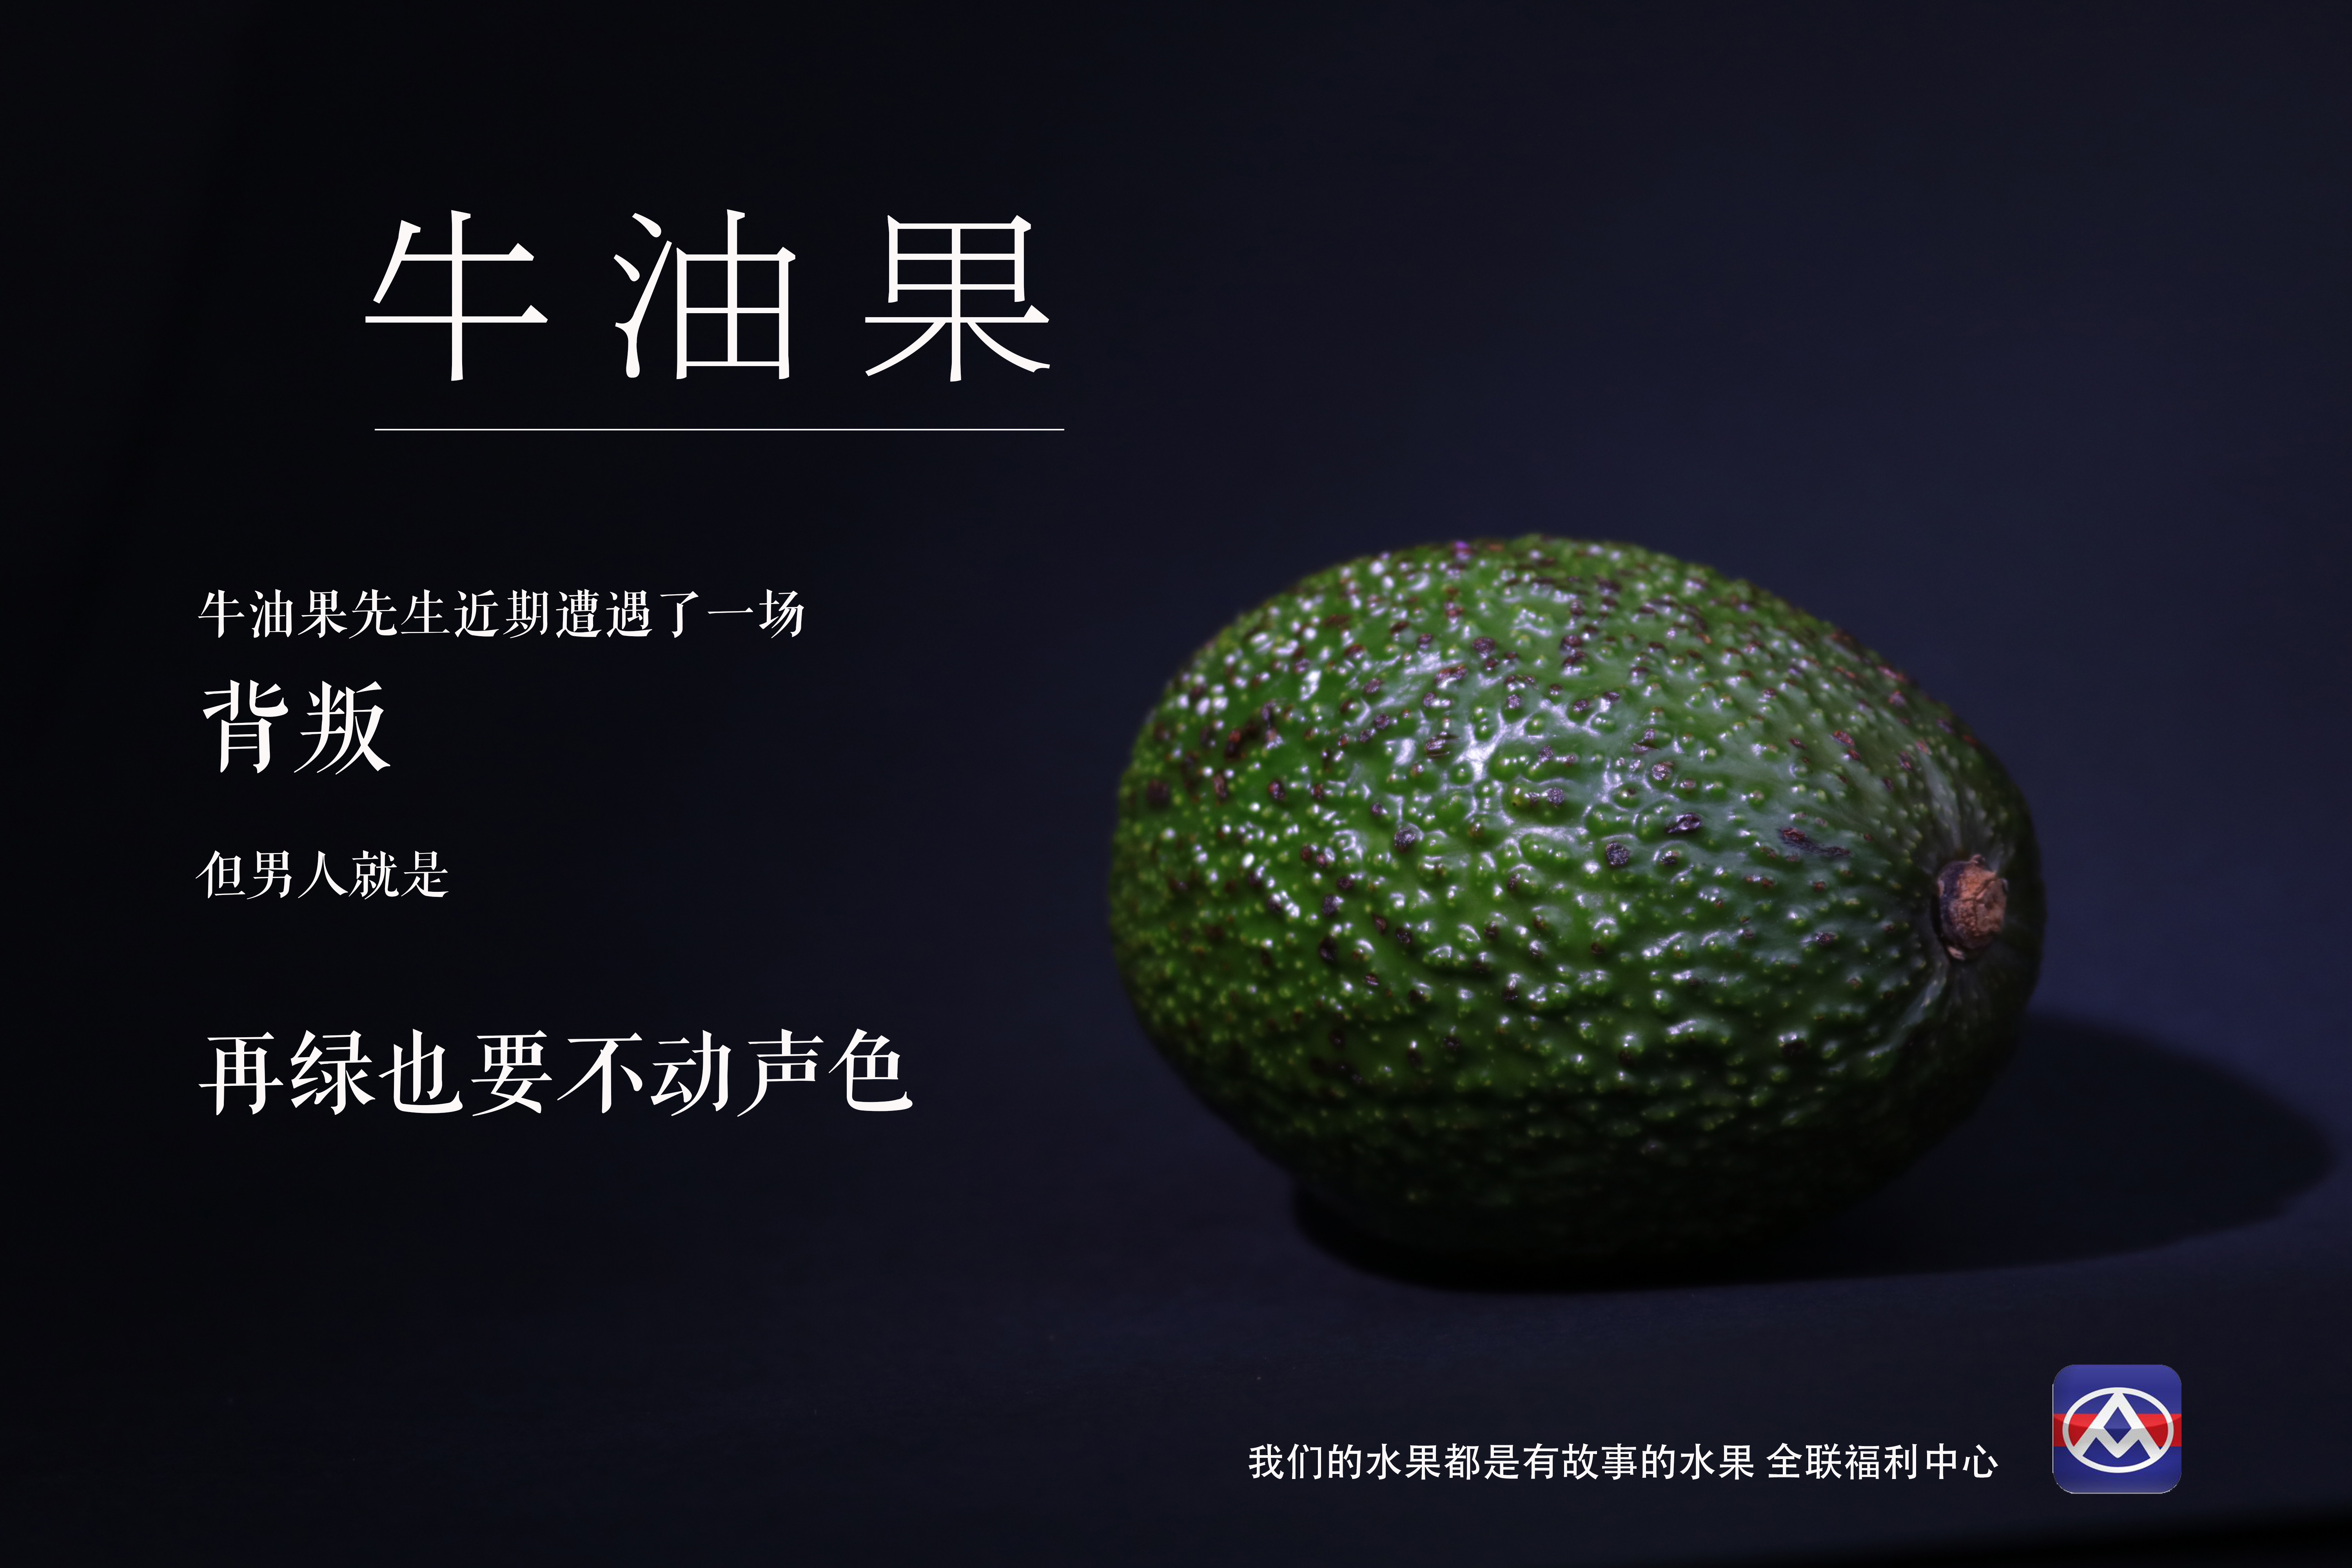 牛油果
牛油果先生近期遭遇了一场
背叛
但男人就是
再绿也要不动声色
我们的水果都是有故事的水果 全联福利中心